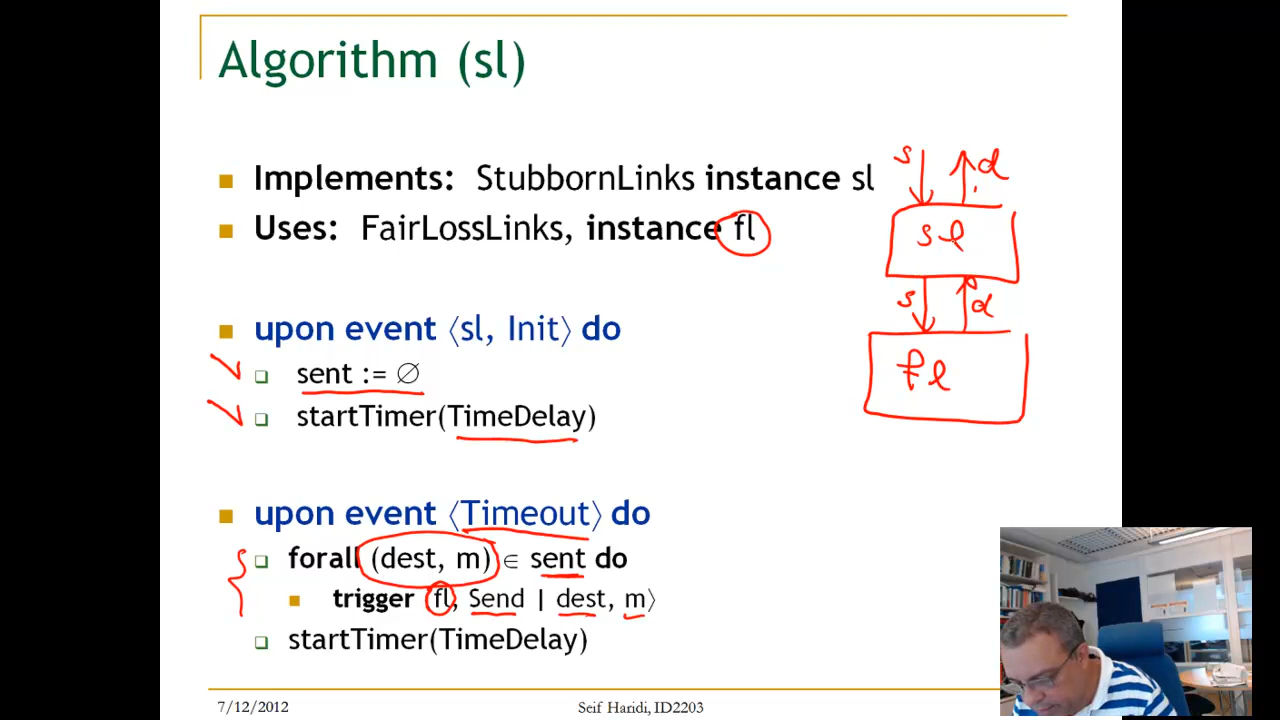 Algorithm (sl)
Implements: StubbornLinks instance sl
Uses: FairLossLinks, instance fl
upon event ⟨sl, Init⟩ do
sent := ∅
startTimer(TimeDelay)
upon event ⟨Timeout⟩ do
forall (dest, m) ∈ sent do
trigger fl, Send | dest, m⟩
startTimer(TimeDelay)
s d
sl
s d
fl
7/12/2012
Seif Haridi, ID2203